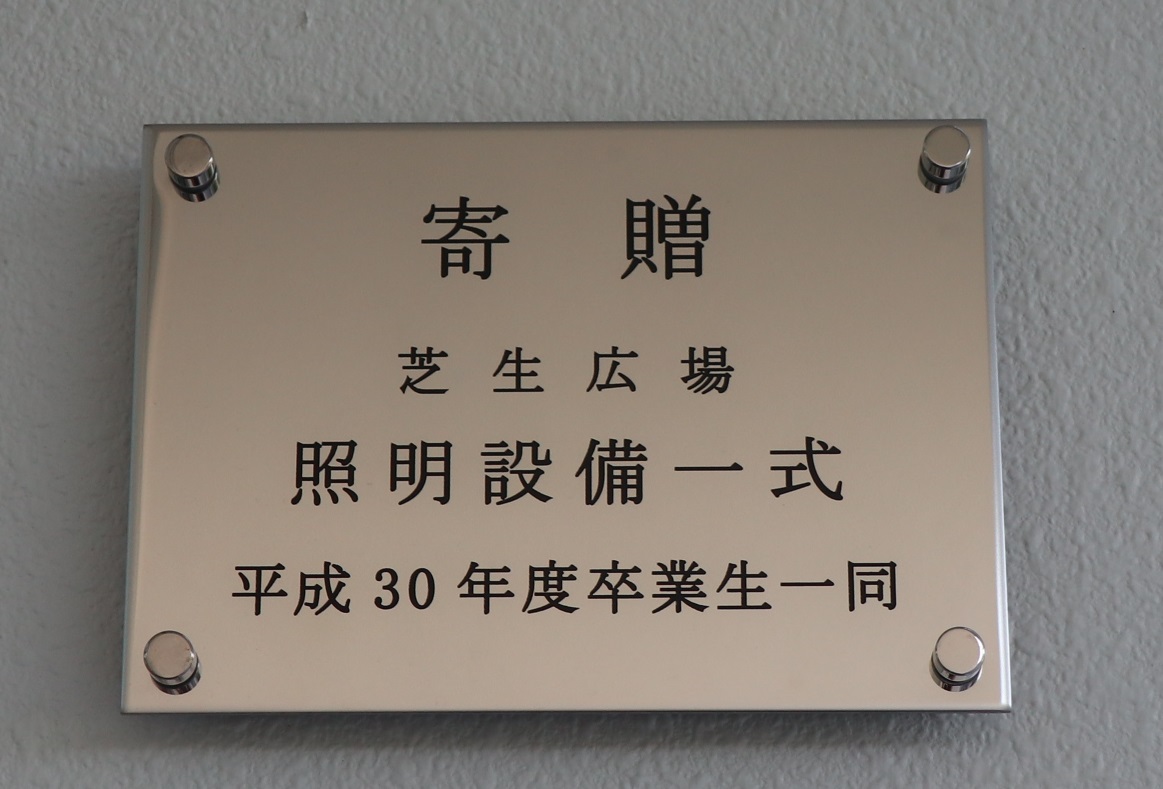 寄贈
芝生広場
照明設備一式
平成30年度卒業生一同